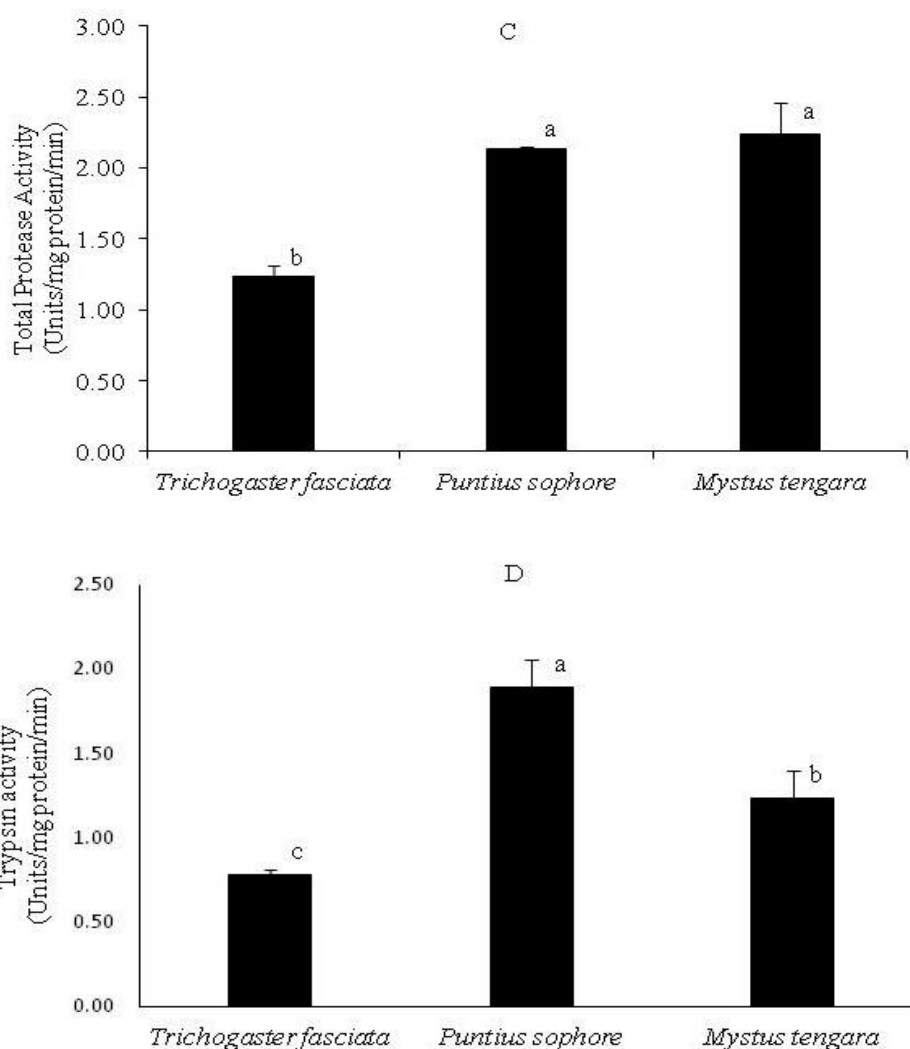 C
3.00
2.50
2.00
1.50
1.00
0.50
0.00
Total Protease Activity
(Units/mg protein/min)
b
a
a
Trichogaster fasciata
Puntius sophore
Mystus tengara
D
2.50
2.00
1.50
1.00
0.50
0.00
Trypsin activity
(Units/mg protein/min)
c
a
b
Trichogaster fasciata
Puntius sophore
Mystus tengara